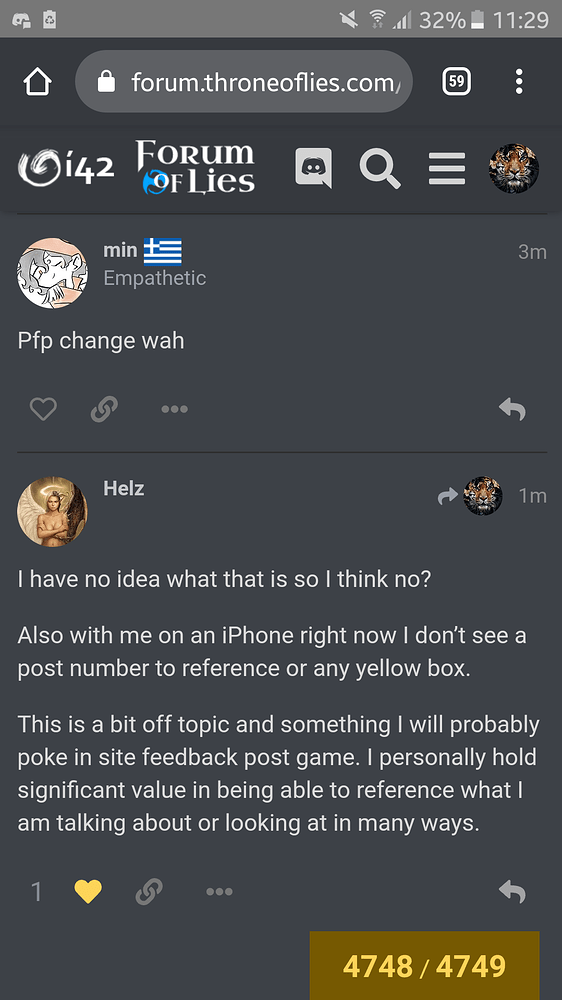 32% 11:29
forum.throneoflies.com/
59
í42 FORUM OF LIES
min
3m
Empathetic
Pfp change wah
Helz
1m
I have no idea what that is so I think no?
Also with me on an iPhone right now I don’t see a
post number to reference or any yellow box.
This is a bit off topic and something I will probably
poke in site feedback post game. I personally hold
significant value in being able to reference what I
am talking about or looking at in many ways.
1
4748 / 4749